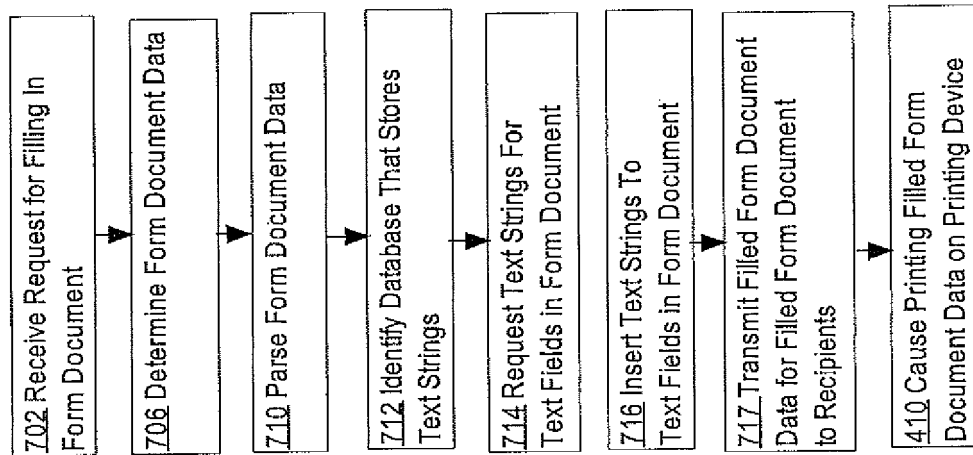 702 Receive Request for Filling In
Form Document
706 Determine Form Document Data
710 Parse Form Document Data
712 Identify Database That Stores
Text Strings
714 Request Text Strings For
Text Fields in Form Document
716 Insert Text Strings To
Text Fields in Form Document
717 Transmit Filled Form Document
Data for Filled Form Document
to Recipients
410 Cause Printing Filled Form
Document Data on Printing Device